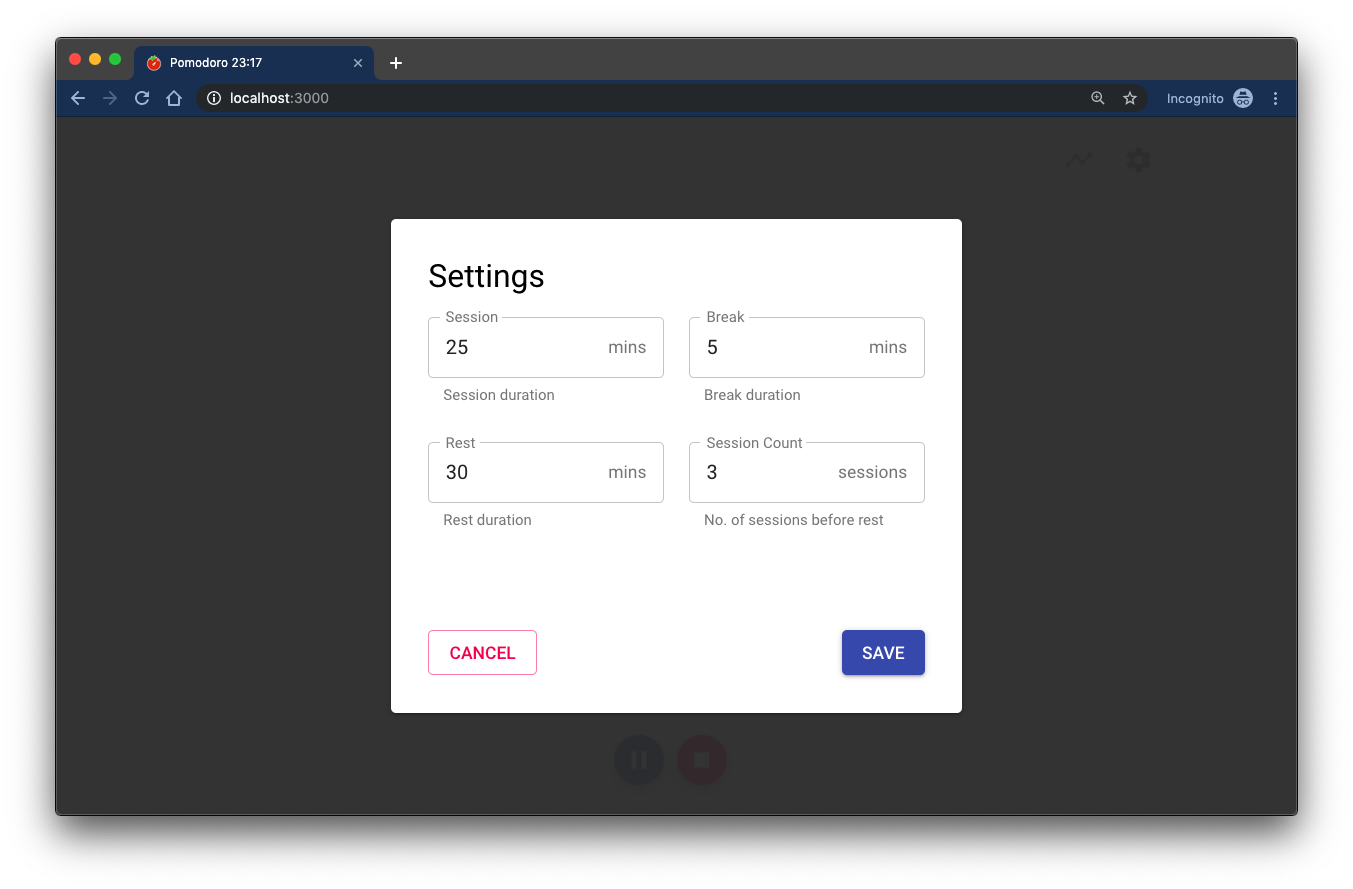 Pomodoro 23:17
localhost:3000
Incognito
Settings
Session
Break
25 mins
5 mins
Session duration
Break duration
Rest
Session Count
30 mins
3 sessions
Rest duration
No. of sessions before rest
CANCEL
SAVE